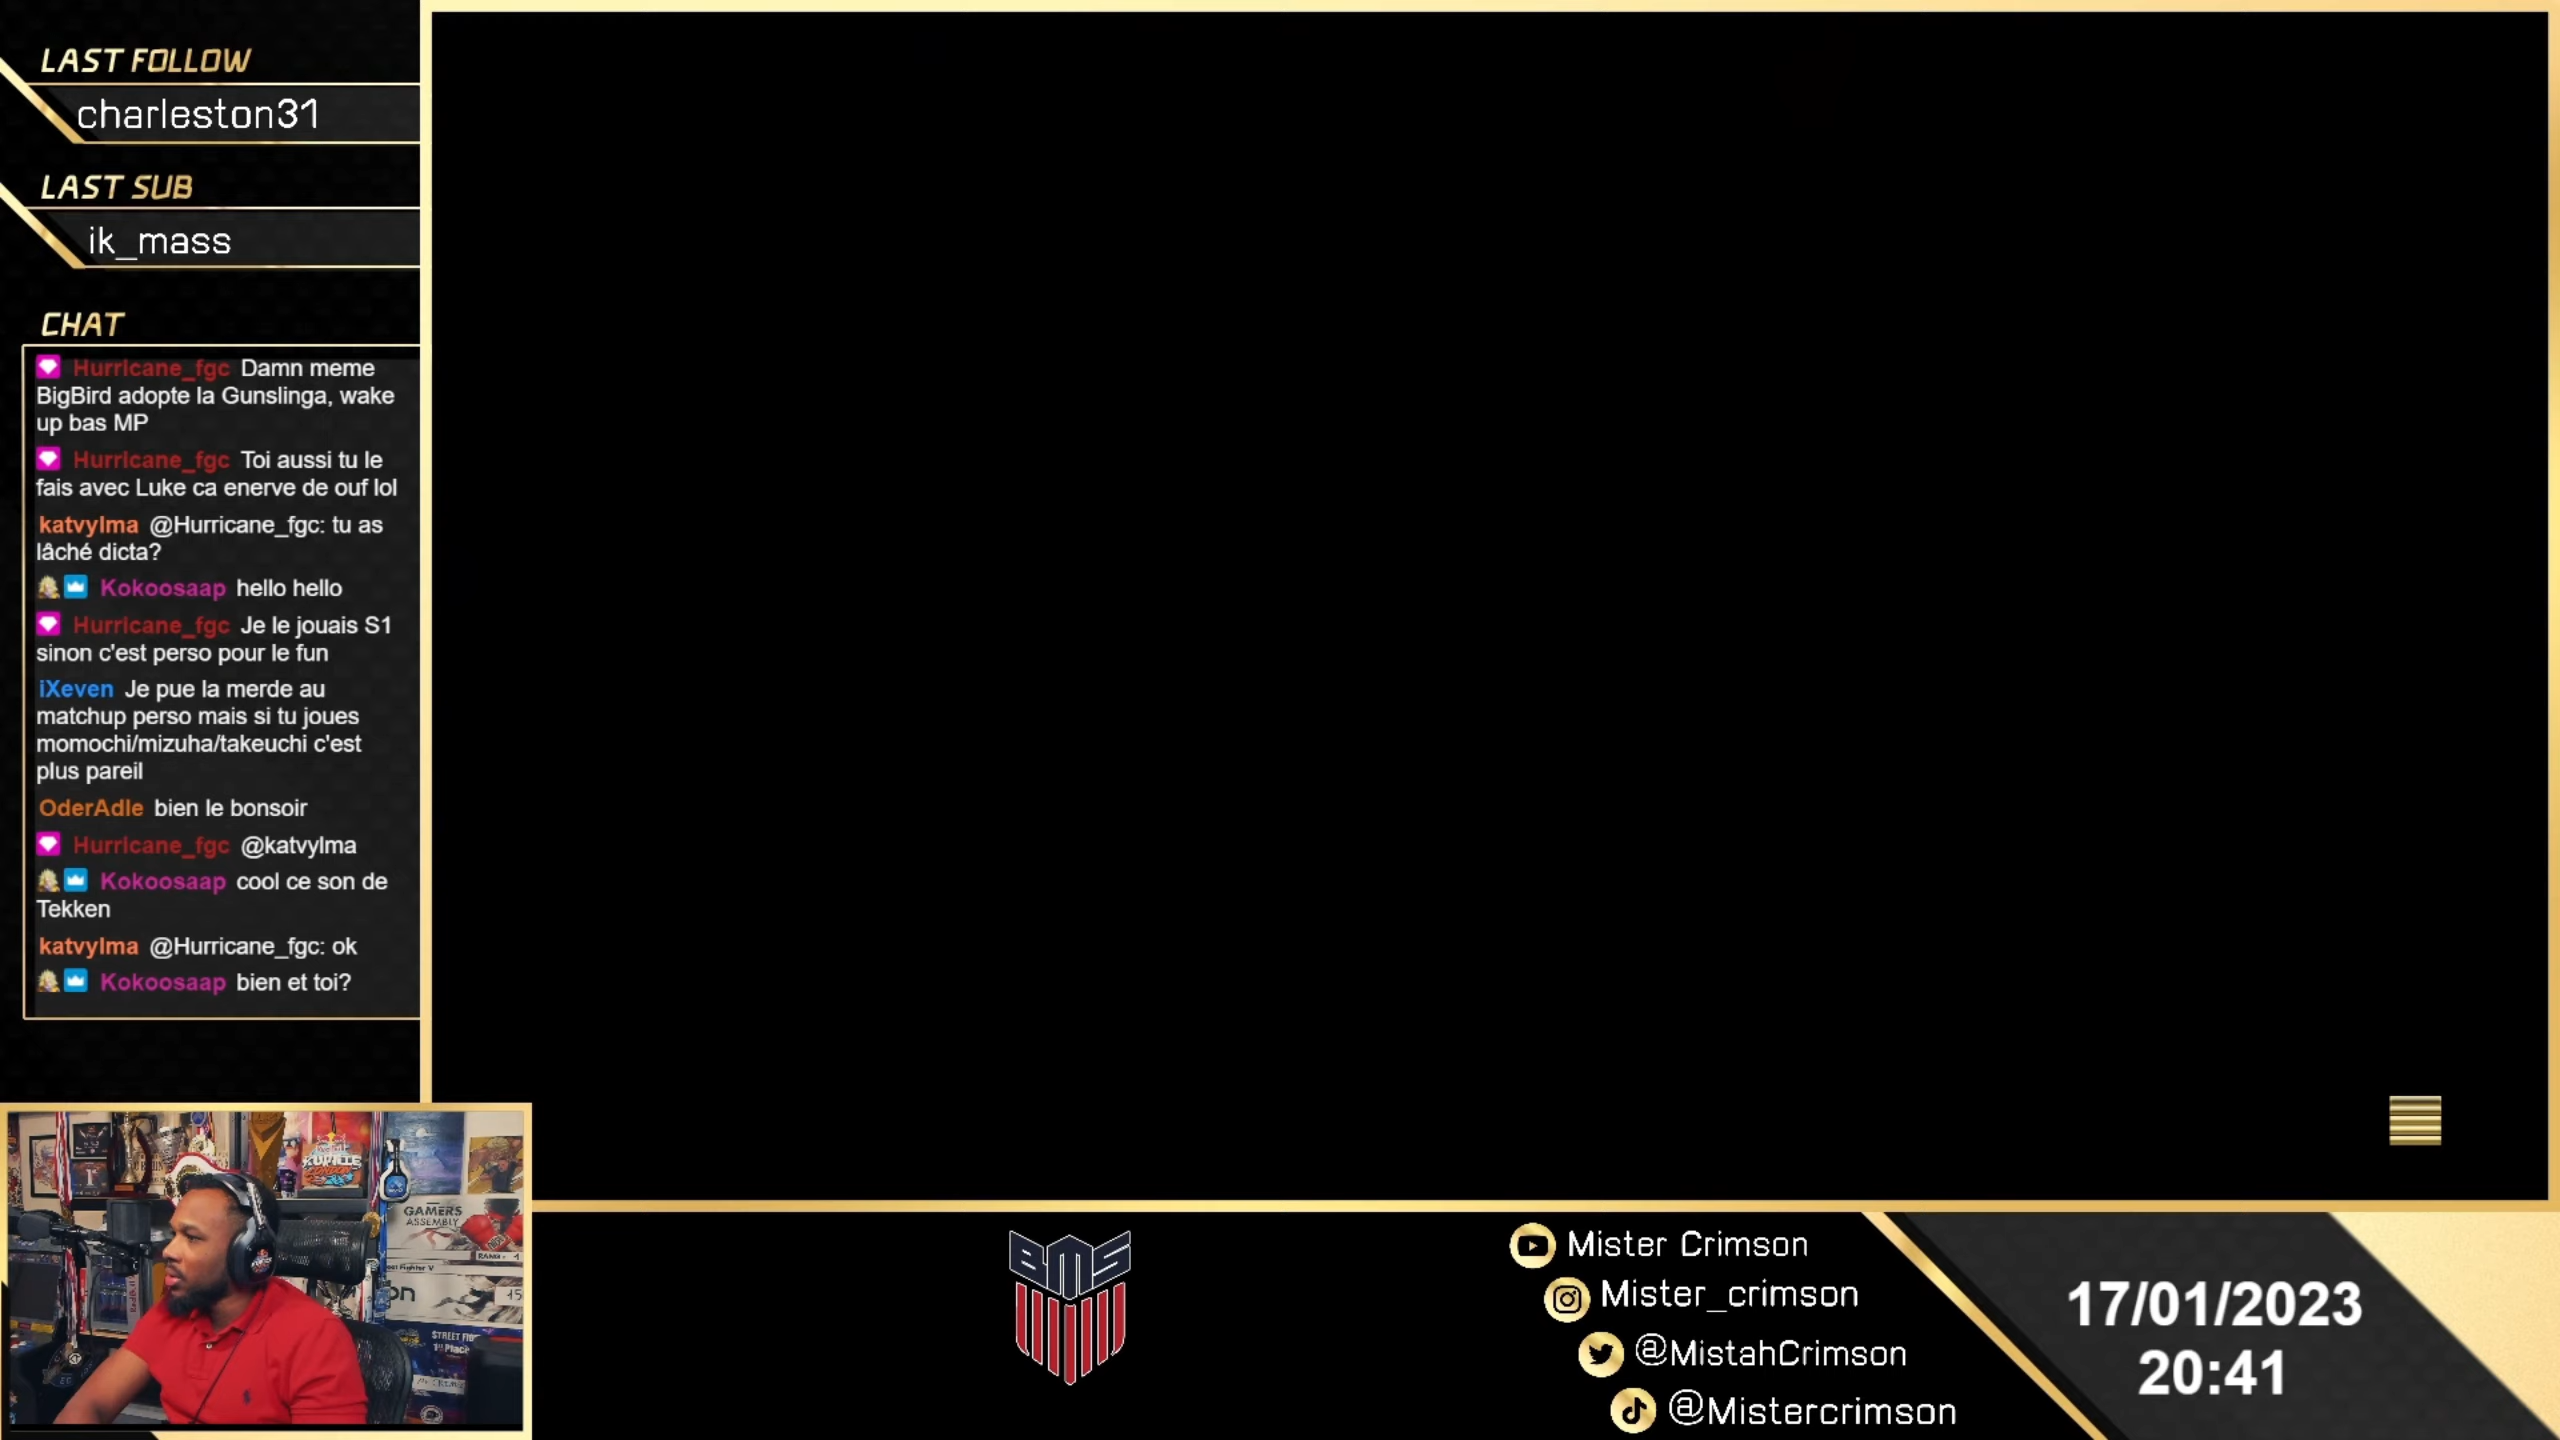 LAST FOLLOW
charleston31
LAST SUB
ik_mass
CHAT
Hurricane_fgc Damn meme
BigBird adopte la Gunslinga, wake
up bas MP
Hurricane_fgc Toi aussi tu le
fais avec Luke ca enerve de ouf lol
katvylma @Hurricane_fgc: tu as
lâché dicta?
Kokoosaap hello hello
Hurricane_fgc Je le jouais S1
sinon c'est perso pour le fun
iXeven Je pue la merde au
matchup perso mais si tu joues
momochi/mizuha/takeuchi c'est
plus pareil
OderAdle bien le bonsoir
Hurricane_fgc @katvylma
Kokoosaap cool ce son de
Tekken
katvylma @Hurricane_fgc: ok
Kokoosaap bien et toi?
GAMERS
ASSEMBLY
1st Place
BMS
Mister Crimson
Mister_crimson
@MistahCrimson
@Mistercrimson
17/01/2023
20:41